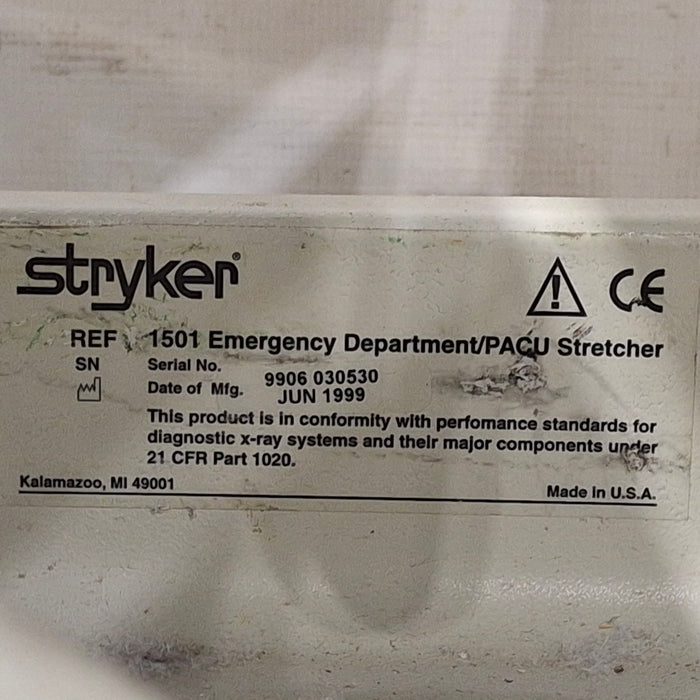 stryker®
CE
REF 1501 Emergency Department/PACU Stretcher
SN Serial No. 9906 030530
Date of Mfg. JUN 1999
This product is in conformity with perfomance standards for
diagnostic x-ray systems and their major components under
21 CFR Part 1020.
Kalamazoo, MI 49001
Made in U.S.A.